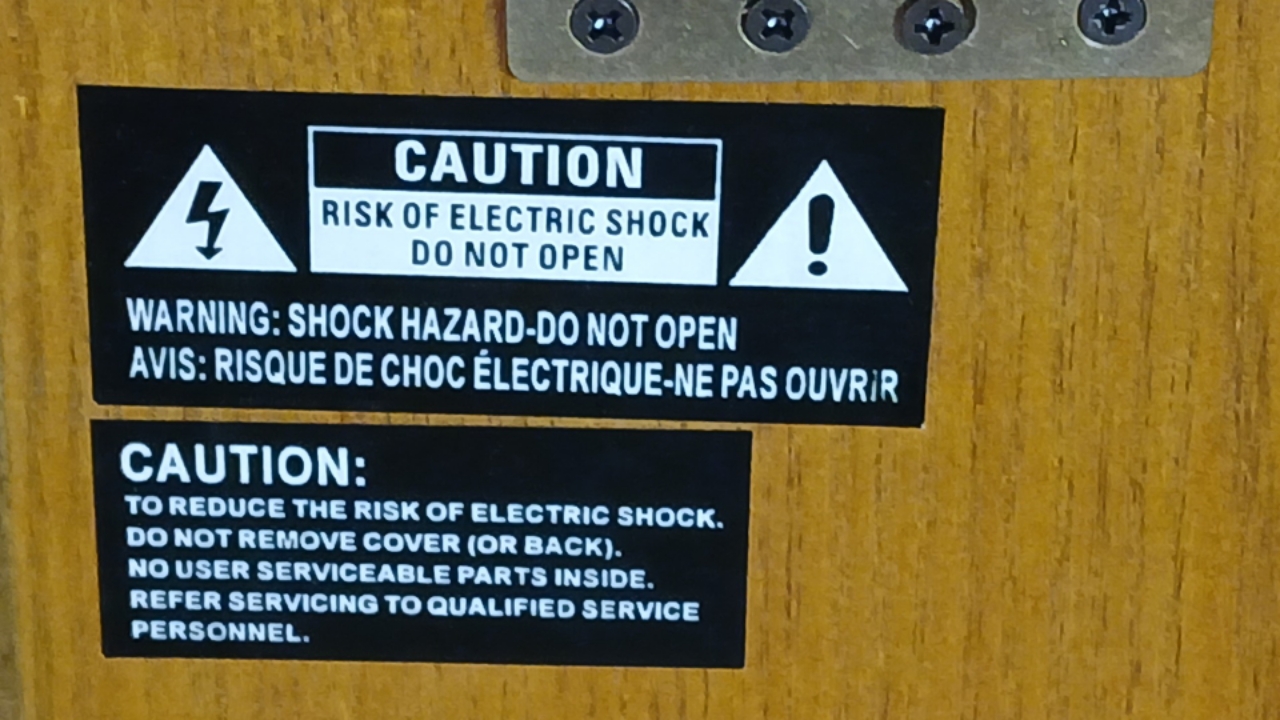 CAUTION
RISK OF ELECTRIC SHOCK
DO NOT OPEN
WARNING: SHOCK HAZARD-DO NOT OPEN
AVIS: RISQUE DE CHOC ÉLECTRIQUE-NE PAS OUVRIR
CAUTION:
TO REDUCE THE RISK OF ELECTRIC SHOCK.
DO NOT REMOVE COVER (OR BACK).
NO USER SERVICEABLE PARTS INSIDE.
REFER SERVICING TO QUALIFIED SERVICE
PERSONNEL.